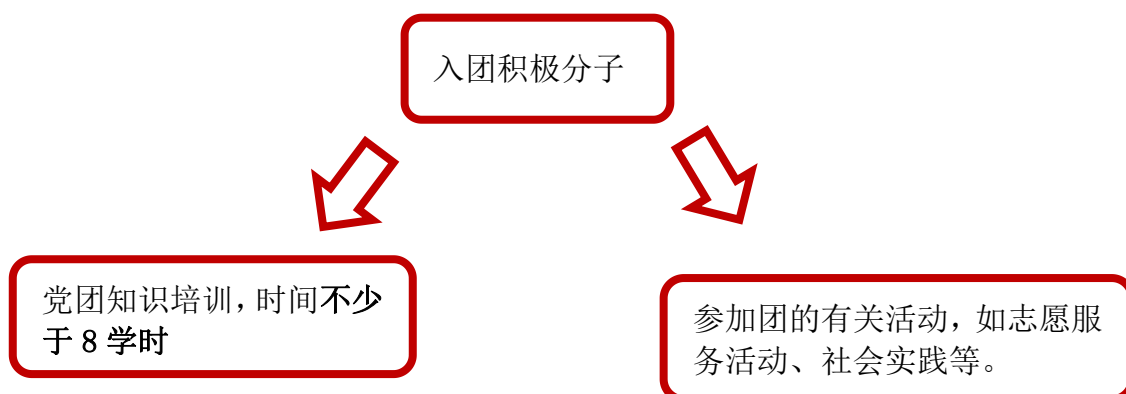 入团积极分子
党团知识培训，时间不少
于 8 学时
参加团的有关活动，如志愿服
务活动、社会实践等。